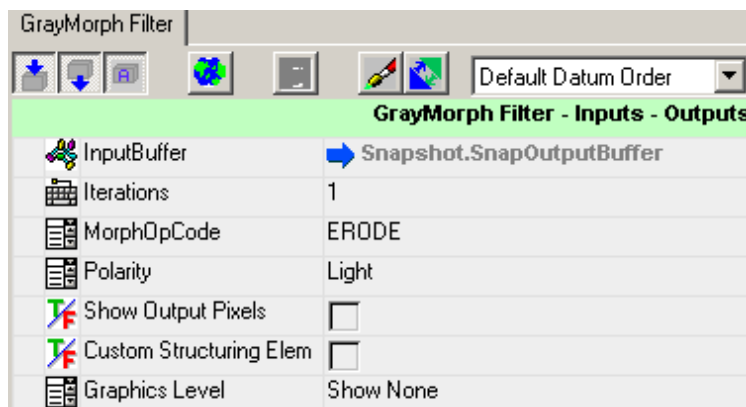 GrayMorph Filter
A Default Datum Order
GrayMorph Filter - Inputs - Outputs
InputBuffer Snapshot.SnapOutputBuffer
Iterations 1
MorphOpCode ERODE
Polarity Light
T/F Show Output Pixels
T/F Custom Structuring Elem
Graphics Level Show None